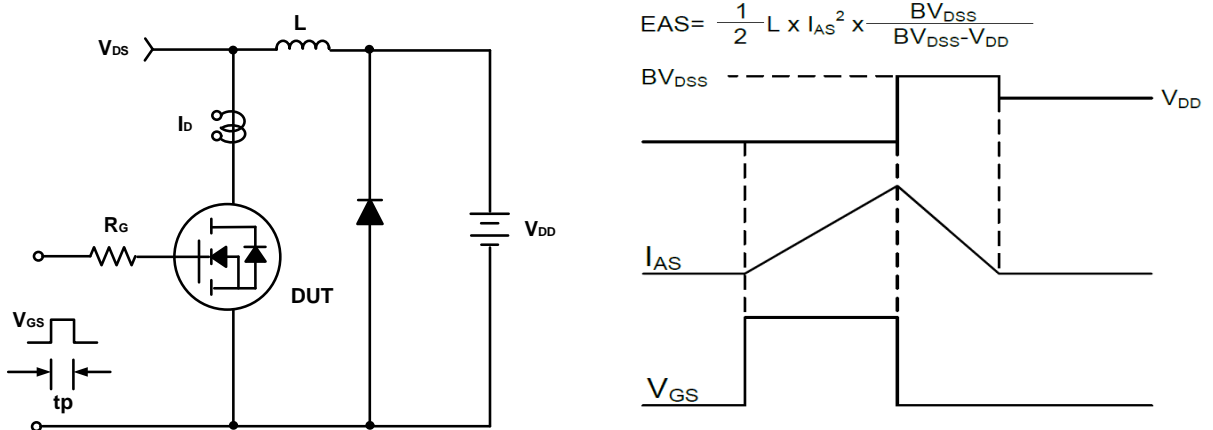 L
VDS
ID
RG
VDD
DUT
VGS
tp
EAS= 1/2 L x IAS² x BVDSS/BVDSS-VDD
BVDSS
VDD
IAS
VGS